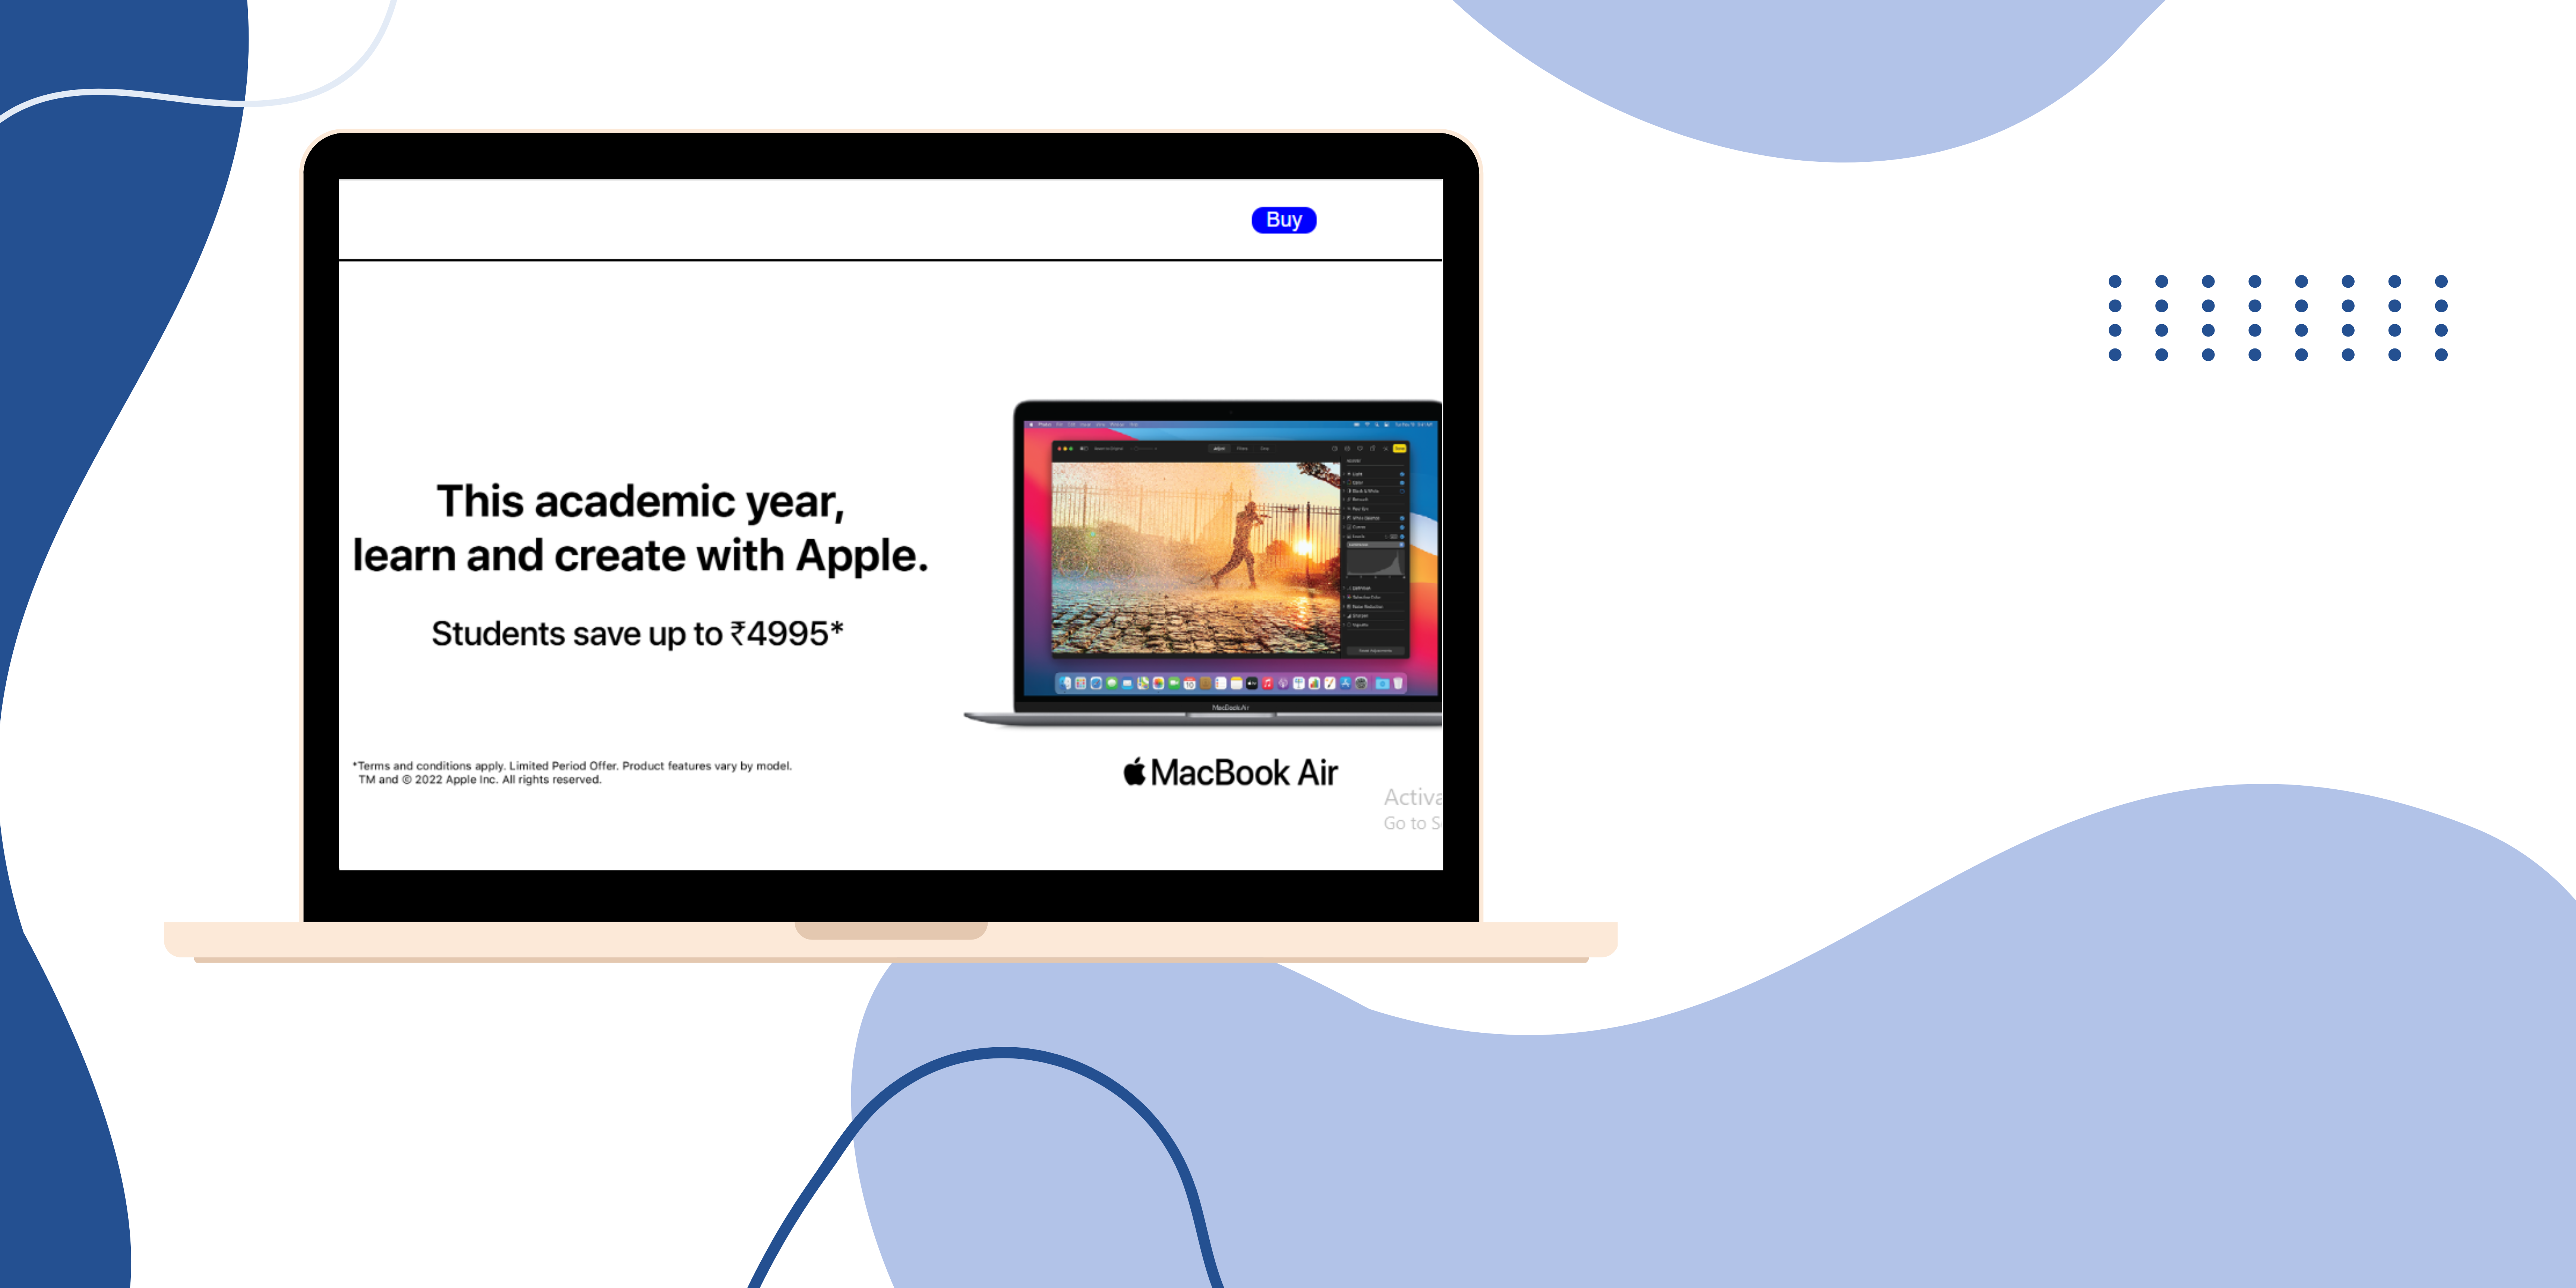 Buy
This academic year,
learn and create with Apple.
Students save up to ₹4995*
MacBook Air
*Terms and conditions apply. Limited Period Offer. Product features vary by model.
TM and © 2022 Apple Inc. All rights reserved.
MacBook Air
Activa
Go to S